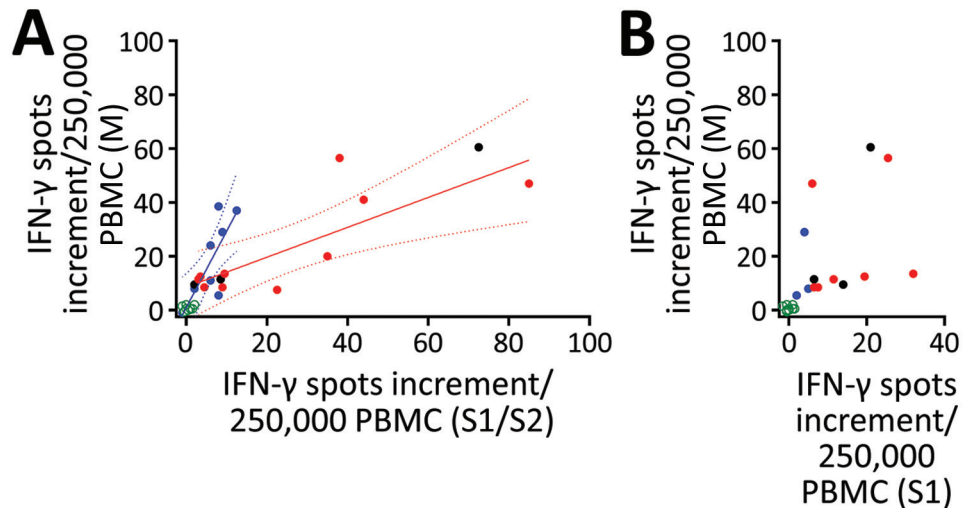 A
IFN-γ spots
increment/250,000
PBMC (M)
100
80
60
40
20
0
0 20 40 60 80 100
IFN-γ spots increment/
250,000 PBMC (S1/S2)
B
IFN-γ spots
increment/250,000
PBMC (M)
100
80
60
40
20
0
0 20 40
IFN-γ spots
increment/
250,000
PBMC (S1)